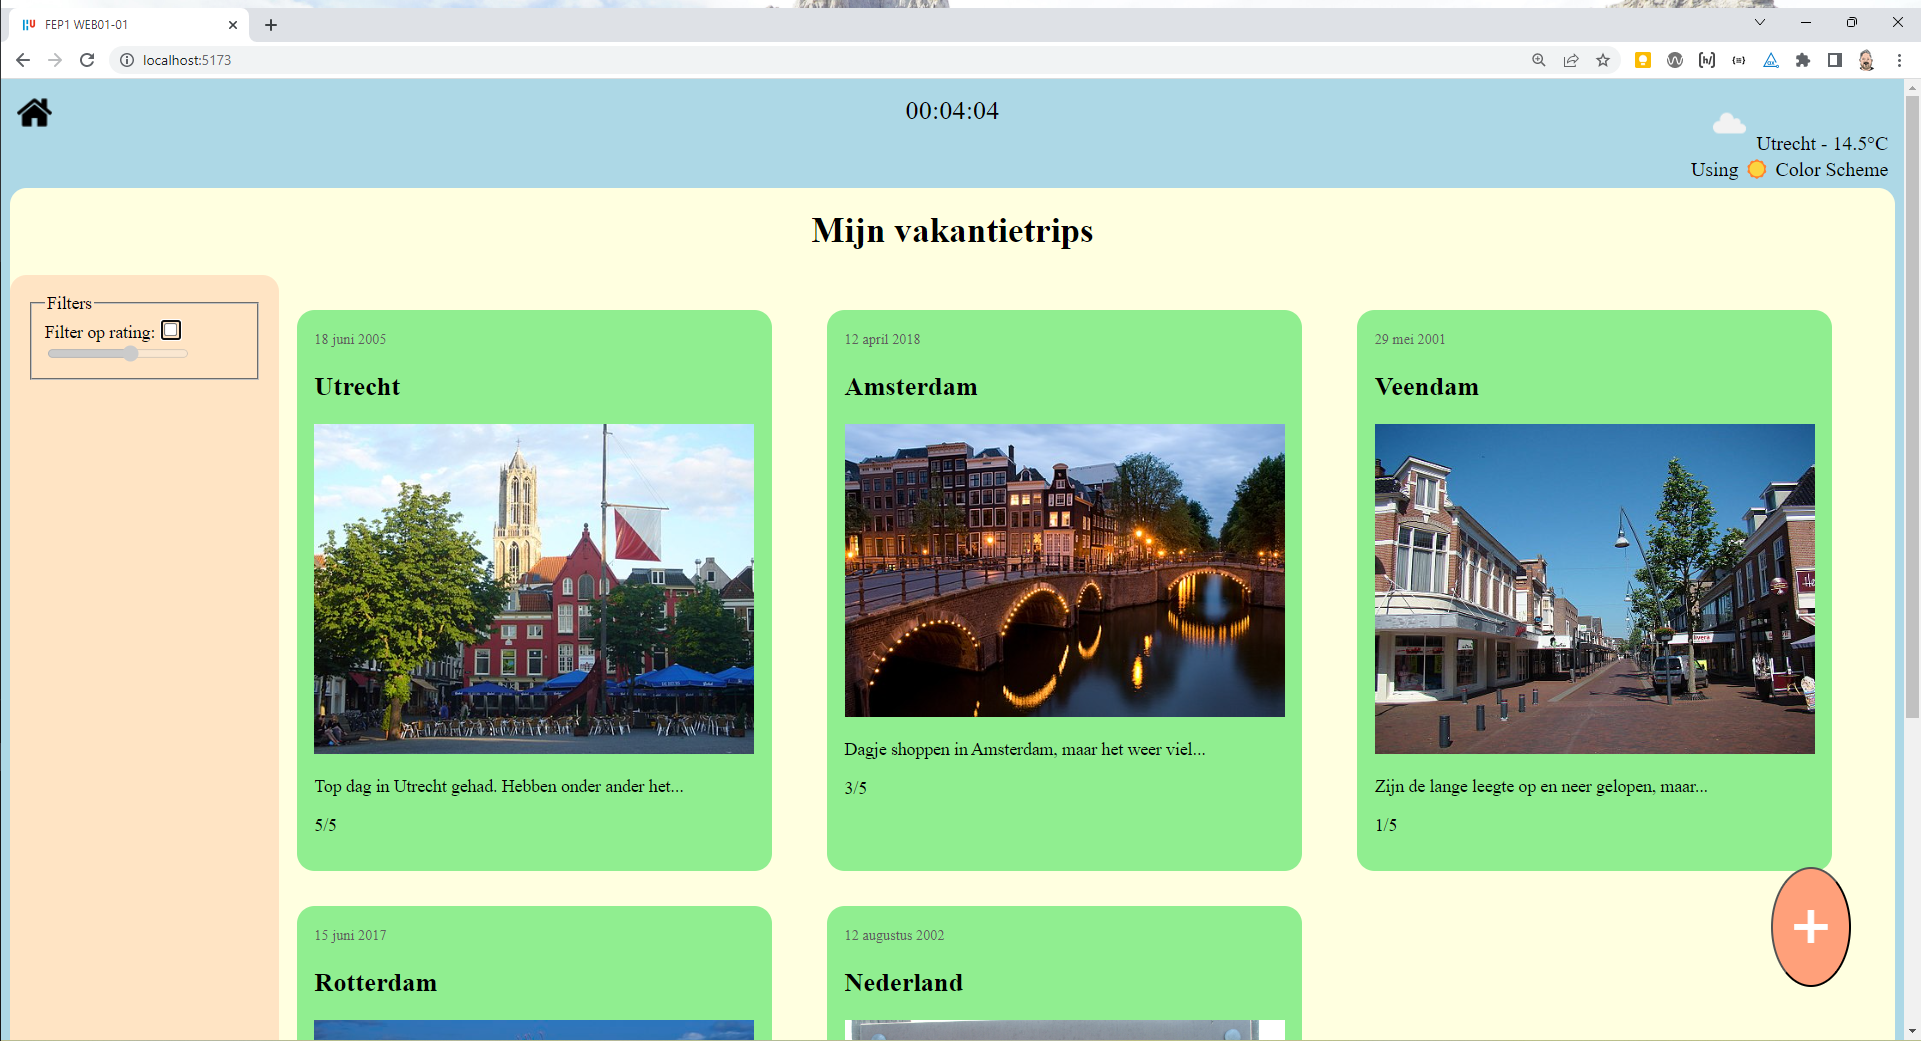 FEP1 WEB01-01
localhost:5173
00:04:04
Utrecht - 14.5°C
Using Color Scheme
Mijn vakantietrips
Filters
Filter op rating:
18 juni 2005
Utrecht
Top dag in Utrecht gehad. Hebben onder ander het...
5/5
12 april 2018
Amsterdam
Dagje shoppen in Amsterdam, maar het weer viel...
3/5
29 mei 2001
Veendam
Zijn de lange leegte op en neer gelopen, maar...
1/5
15 juni 2017
Rotterdam
12 augustus 2002
Nederland